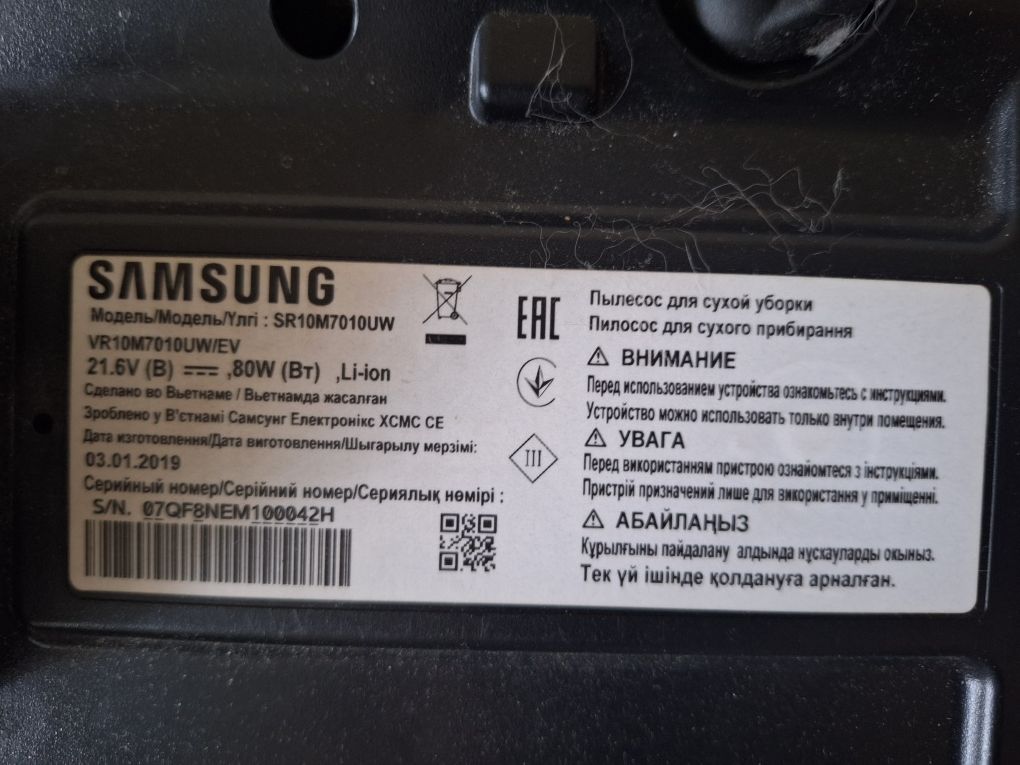 SAMSUNG
Модель/Модель/Үлгі : SR10M7010UW
VR10M7010UW/EV
21.6V (В) ,80W (Вт) ,Li-ion
Сделано во Вьетнаме / Вьетнамда жасалған
Зроблено у В'єтнамі Самсунг Електронікс ХСМС СЕ
Дата изготовления/Дата виготовлення/Шығарылу мерзімі:
03.01.2019
Серийный номер/Серійний номер/Сериялық нөмірі :
S/N. 07QF8NEM100042H
EAC
III
Пылесос для сухой уборки
Пилосос для сухого прибирання
⚠ ВНИМАНИЕ
Перед использованием устройства ознакомьтесь с инструкциями.
Устройство можно использовать только внутри помещения.
⚠ УВАГА
Перед використанням пристрою ознайомтеся з інструкціями.
Пристрій призначений лише для використання у приміщенні.
⚠ АБАЙЛАҢЫЗ
Құрылғыны пайдалану алдында нұсқауларды окыңыз.
Тек үй ішінде қолдануға арналған.